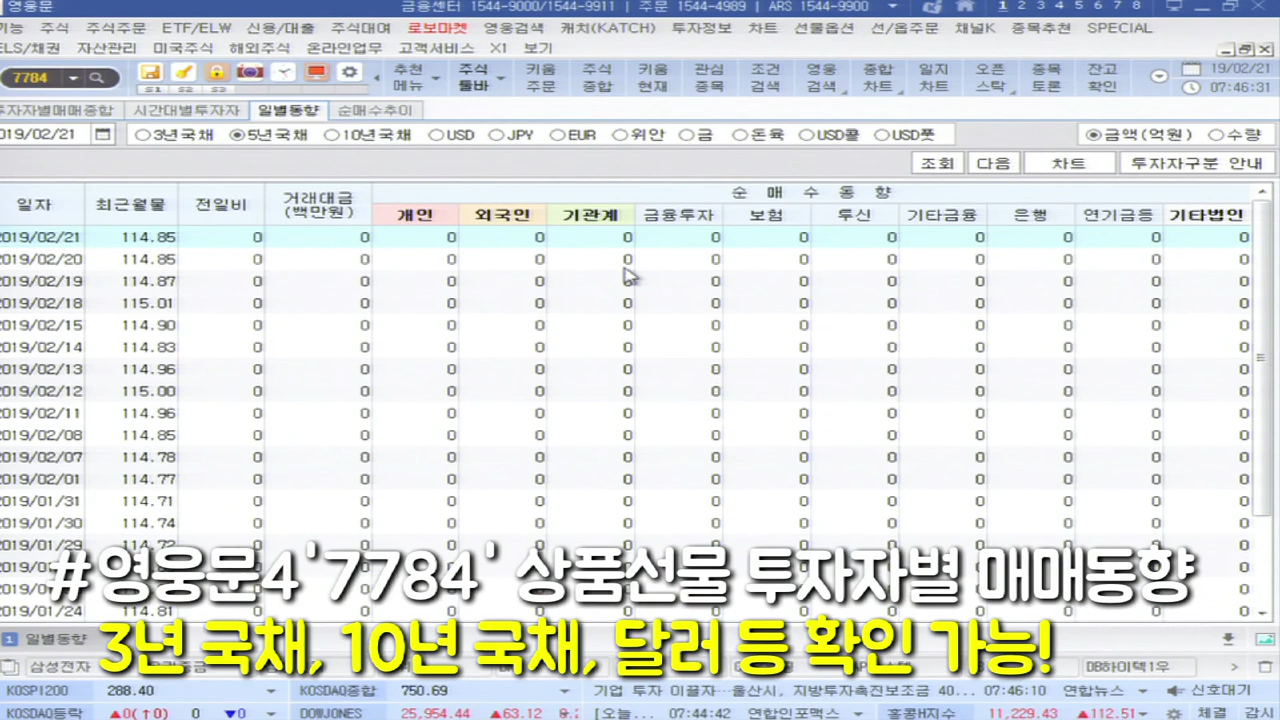 영웅문 금융센터 1544-9000/1544-9911 | 주문 1544-4989 | ARS 1544-9900 1 2 3 4 5 6 7 8
기능 주식 주식주문 ETF/ELW 신용/대출 주식대여 로보마켓 영웅검색 캐치(KATCH) 투자정보 차트 선물옵션 선/옵주문 채널K 종목추천 SPECIAL
ELS/채권 자산관리 미국주식 해외주식 온라인업무 고객서비스 X1 보기
7784 추천 메뉴 주식 툴바 키움 주문 주식 종합 키움 현재 관심 종목 조건 검색 영웅 검색 종합 차트 일지 차트 오픈 스탁 종목 토론 잔고 확인 19/02/21
S1 S2 S3 07:46:31
투자자별매매종합 시간대별투자자 일별동향 순매수추이
019/02/21 3년국채 5년국채 10년국채 USD JPY EUR 위안 금 돈육 USD콜 USD풋 금액(억원) 수량
조회 다음 차트 투자자구분 안내
일자 최근월물 전일비 거래대금 (백만원) 순 매 수 동 향
개인 외국인 기관계 금융투자 보험 투신 기타금융 은행 연기금등 기타법인
2019/02/21 114.85 0 0 0 0 0 0 0 0 0 0 0 0
2019/02/20 114.85 0 0 0 0 0 0 0 0 0 0 0 0
2019/02/19 114.87 0 0 0 0 0 0 0 0 0 0 0 0
2019/02/18 115.01 0 0 0 0 0 0 0 0 0 0 0 0
2019/02/15 114.90 0 0 0 0 0 0 0 0 0 0 0 0
2019/02/14 114.83 0 0 0 0 0 0 0 0 0 0 0 0
2019/02/13 114.96 0 0 0 0 0 0 0 0 0 0 0 0
2019/02/12 115.00 0 0 0 0 0 0 0 0 0 0 0 0
2019/02/11 114.96 0 0 0 0 0 0 0 0 0 0 0 0
2019/02/08 114.85 0 0 0 0 0 0 0 0 0 0 0 0
2019/02/07 114.78 0 0 0 0 0 0 0 0 0 0 0 0
2019/02/01 114.77 0 0 0 0 0 0 0 0 0 0 0 0
2019/01/31 114.71 0 0 0 0 0 0 0 0 0 0 0 0
2019/01/30 114.74 0 0 0 0 0 0 0 0 0 0 0 0
2019/01/29
#영웅문4 '7784' 상품선물 투자자별 매매동향
2019/01/24 114.81 0 0 0 0 0 0 0 0 0 0 0 0
1 일별동향
3년 국채, 10년 국채, 달러 등 확인 가능!
삼성전자 DB하이텍1우
KOSPI200 288.40 KOSDAQ종합 750.69 기업 투자 이끌자…울산시, 지방투자촉진보조금 40... 07:46:10 연합뉴스 신호대기
KOSDAQ등락 ▲0(↑0) 0 ▼0 DOWJONES 25,954.44 ▲63.12 [오늘... 07:44:42 연합인포맥스 홍콩H지수 11,229.43 ▲112.51 체결 감시